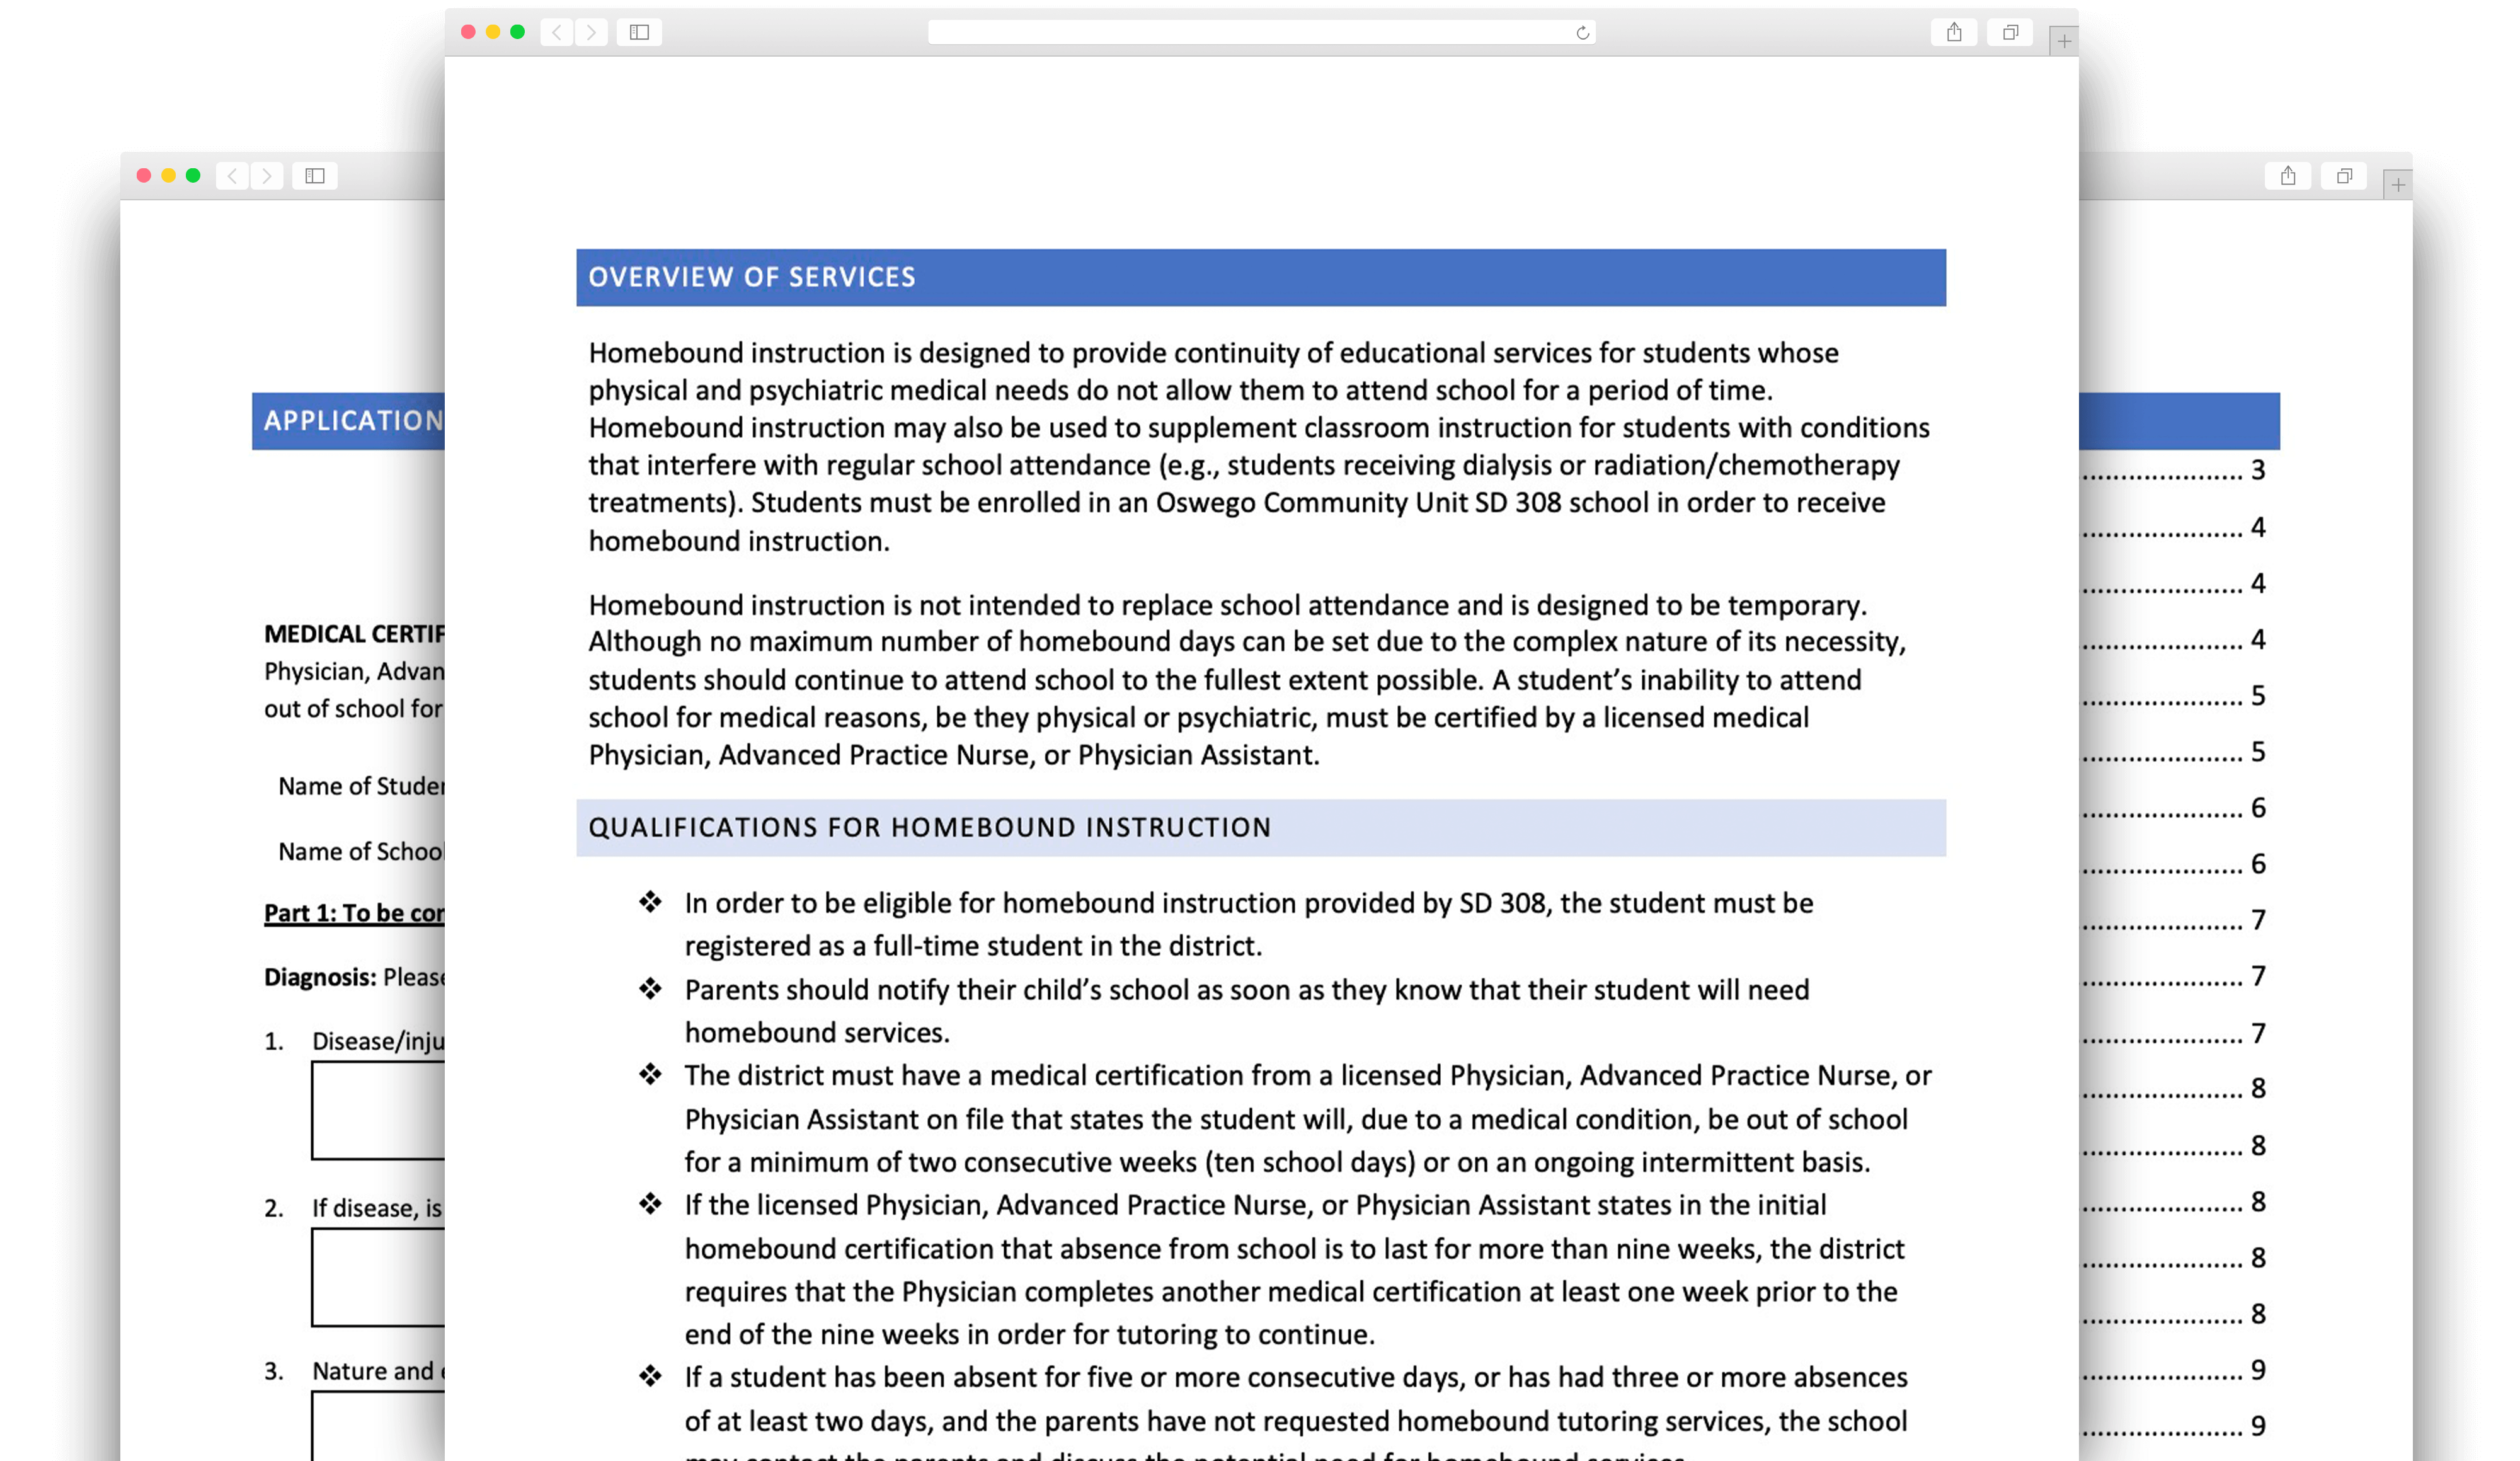 OVERVIEW OF SERVICES
Homebound instruction is designed to provide continuity of educational services for students whose
physical and psychiatric medical needs do not allow them to attend school for a period of time.
Homebound instruction may also be used to supplement classroom instruction for students with conditions
that interfere with regular school attendance (e.g., students receiving dialysis or radiation/chemotherapy
treatments). Students must be enrolled in an Oswego Community Unit SD 308 school in order to receive
homebound instruction.
Homebound instruction is not intended to replace school attendance and is designed to be temporary.
Although no maximum number of homebound days can be set due to the complex nature of its necessity,
students should continue to attend school to the fullest extent possible. A student’s inability to attend
school for medical reasons, be they physical or psychiatric, must be certified by a licensed medical
Physician, Advanced Practice Nurse, or Physician Assistant.
QUALIFICATIONS FOR HOMEBOUND INSTRUCTION
❖ In order to be eligible for homebound instruction provided by SD 308, the student must be
registered as a full-time student in the district.
❖ Parents should notify their child’s school as soon as they know that their student will need
homebound services.
❖ The district must have a medical certification from a licensed Physician, Advanced Practice Nurse, or
Physician Assistant on file that states the student will, due to a medical condition, be out of school
for a minimum of two consecutive weeks (ten school days) or on an ongoing intermittent basis.
❖ If the licensed Physician, Advanced Practice Nurse, or Physician Assistant states in the initial
homebound certification that absence from school is to last for more than nine weeks, the district
requires that the Physician completes another medical certification at least one week prior to the
end of the nine weeks in order for tutoring to continue.
❖ If a student has been absent for five or more consecutive days, or has had three or more absences
of at least two days, and the parents have not requested homebound tutoring services, the school
may contact the parents and discuss the potential need for homebound services.
APPLICATION
MEDICAL CERTIF
Physician, Advan
out of school for
Name of Studen
Name of School
Part 1: To be con
Diagnosis: Please
1. Disease/inju
2. If disease, is
3. Nature and
........................ 3
........................ 4
........................ 4
........................ 4
........................ 5
........................ 5
........................ 6
........................ 6
........................ 7
........................ 7
........................ 7
........................ 8
........................ 8
........................ 8
........................ 8
........................ 8
........................ 9
........................ 9